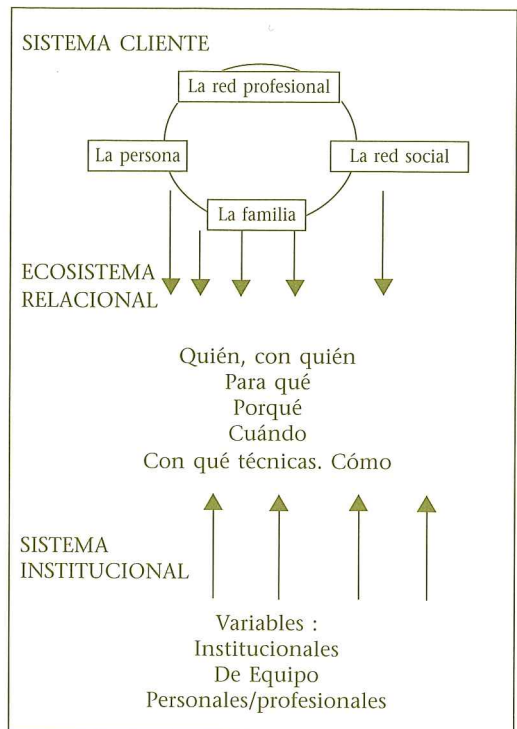 SISTEMA CLIENTE
La red profesional
La persona
La red social
La familia
ECOSISTEMA
RELACIONAL
Quién, con quién
Para qué
Porqué
Cuándo
Con qué técnicas. Cómo
SISTEMA
INSTITUCIONAL
Variables :
Institucionales
De Equipo
Personales/profesionales